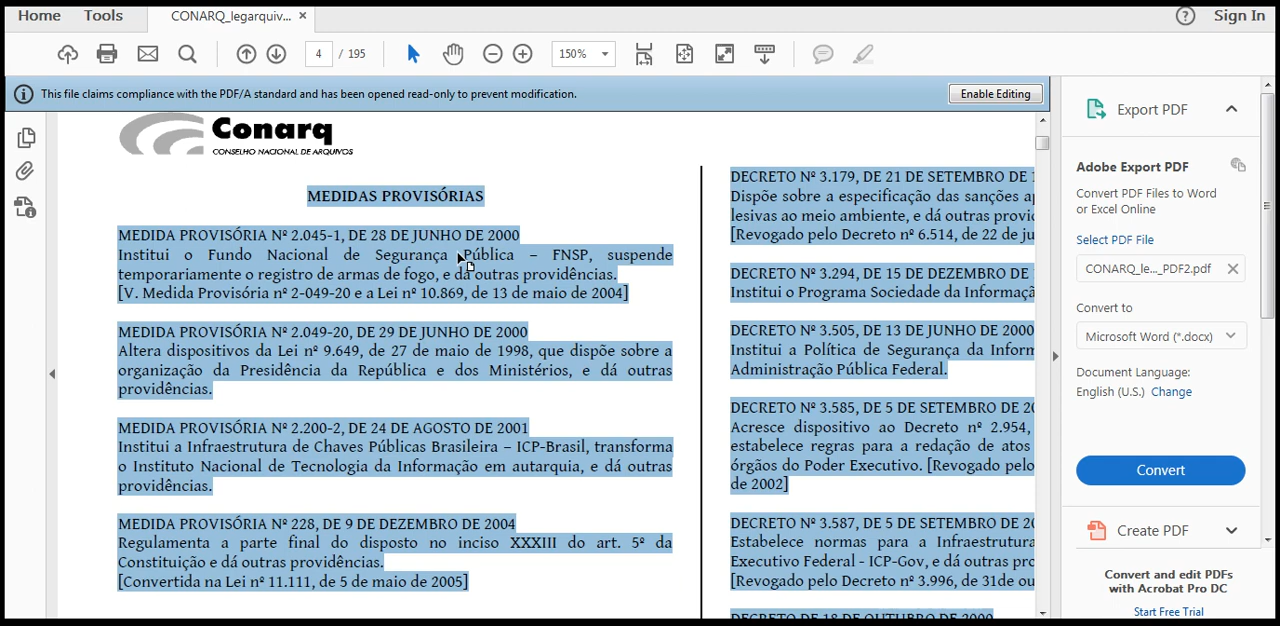 Home
Tools
CONARQ_legarquiv... ×
Sign In
4 / 195
150%
This file claims compliance with the PDF/A standard and has been opened read-only to prevent modification.
Enable Editing
Conarq
CONSELHO NACIONAL DE ARQUIVOS
MEDIDAS PROVISÓRIAS
MEDIDA PROVISÓRIA Nº 2.045-1, DE 28 DE JUNHO DE 2000
Institui o Fundo Nacional de Segurança Pública – FNSP, suspende
temporariamente o registro de armas de fogo, e dá outras providências.
[V. Medida Provisória nº 2-049-20 e a Lei nº 10.869, de 13 de maio de 2004]
MEDIDA PROVISÓRIA Nº 2.049-20, DE 29 DE JUNHO DE 2000
Altera dispositivos da Lei nº 9.649, de 27 de maio de 1998, que dispõe sobre a
organização da Presidência da República e dos Ministérios, e dá outras
providências.
MEDIDA PROVISÓRIA Nº 2.200-2, DE 24 DE AGOSTO DE 2001
Institui a Infraestrutura de Chaves Públicas Brasileira – ICP-Brasil, transforma
o Instituto Nacional de Tecnologia da Informação em autarquia, e dá outras
providências.
MEDIDA PROVISÓRIA Nº 228, DE 9 DE DEZEMBRO DE 2004
Regulamenta a parte final do disposto no inciso XXXIII do art. 5º da
Constituição e dá outras providências.
[Convertida na Lei nº 11.111, de 5 de maio de 2005]
DECRETO Nº 3.179, DE 21 DE SETEMBRO DE
Dispõe sobre a especificação das sanções
lesivas ao meio ambiente, e dá outras
[Revogado pelo Decreto nº 6.514, de 22 de
DECRETO Nº 3.294, DE 15 DE DEZEMBRO DE
Institui o Programa Sociedade da
DECRETO Nº 3.505, DE 13 DE JUNHO DE 2000
Institui a Política de Segurança da
Administração Pública Federal.
DECRETO Nº 3.585, DE 5 DE SETEMBRO DE
Acresce dispositivo ao Decreto nº 2.954,
estabelece regras para a redação de atos
órgãos do Poder Executivo. [Revogado pelo
de 2002]
DECRETO Nº 3.587, DE 5 DE SETEMBRO DE
Estabelece normas para a Infraestrutura
Executivo Federal - ICP-Gov, e dá outras
[Revogado pelo Decreto nº 3.996, de 31de
DECRETO DE 18 DE OUTUBRO DE 2000
Export PDF
Adobe Export PDF
Convert PDF Files to Word
or Excel Online
Select PDF File
CONARQ_le..._PDF2.pdf
Convert to
Microsoft Word (*.docx)
Document Language:
English (U.S.) Change
Convert
Create PDF
Convert and edit PDFs
with Acrobat Pro DC
Start Free Trial